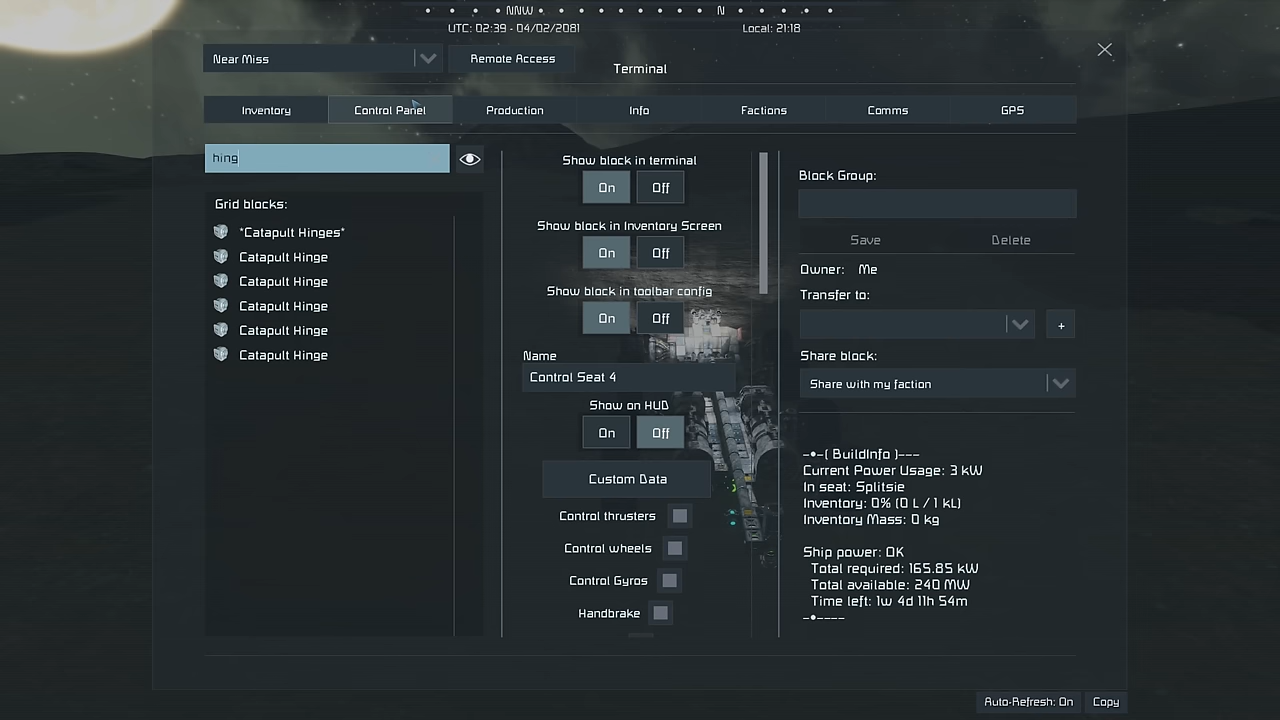 NNW
N
UTC: 02:39 - 04/02/2081
Local: 21:18
Near Miss
Remote Access
Terminal
Inventory
Control Panel
Production
Info
Factions
Comms
GPS
hing
Grid blocks:
*Catapult Hinges*
Catapult Hinge
Catapult Hinge
Catapult Hinge
Catapult Hinge
Catapult Hinge
Show block in terminal
On Off
Show block in Inventory Screen
On Off
Show block in toolbar config
On Off
Name
Control Seat 4
Show on HUD
On Off
Custom Data
Control thrusters
Control wheels
Control Gyros
Handbrake
Block Group:
Save Delete
Owner: Me
Transfer to:
+
Share block:
Share with my faction
-•-( BuildInfo )---
Current Power Usage: 3 kW
In seat: Splitsie
Inventory: 0% (0 L / 1 kL)
Inventory Mass: 0 kg
Ship power: OK
Total required: 165.85 kW
Total available: 240 MW
Time left: 1w 4d 11h 54m
-•----
Auto-Refresh: On
Copy